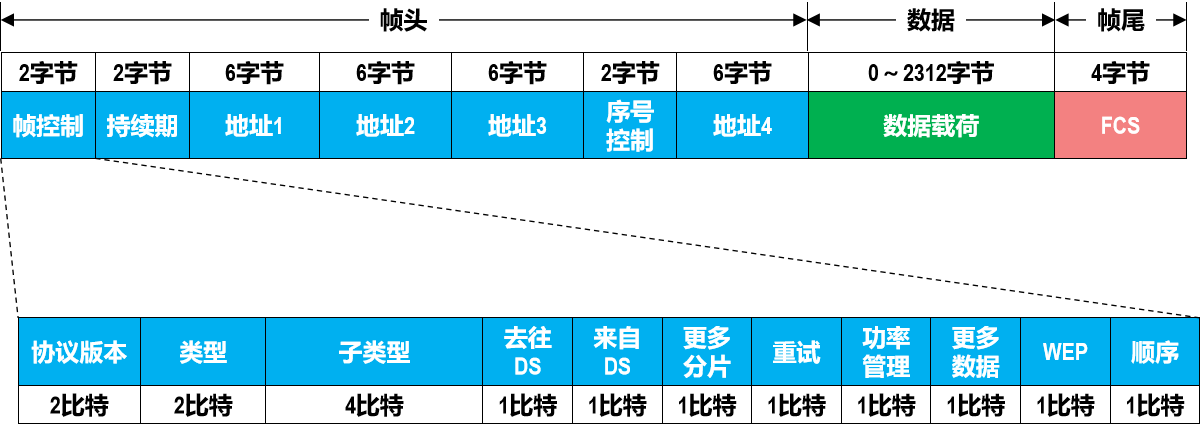 帧头 数据 帧尾
2字节 2字节 6字节 6字节 6字节 2字节 6字节 0～2312字节 4字节
帧控制 持续期 地址1 地址2 地址3 序号控制 地址4 数据载荷 FCS
协议版本 类型 子类型 去往DS 来自DS 更多分片 重试 功率管理 更多数据 WEP 顺序
2比特 2比特 4比特 1比特 1比特 1比特 1比特 1比特 1比特 1比特 1比特